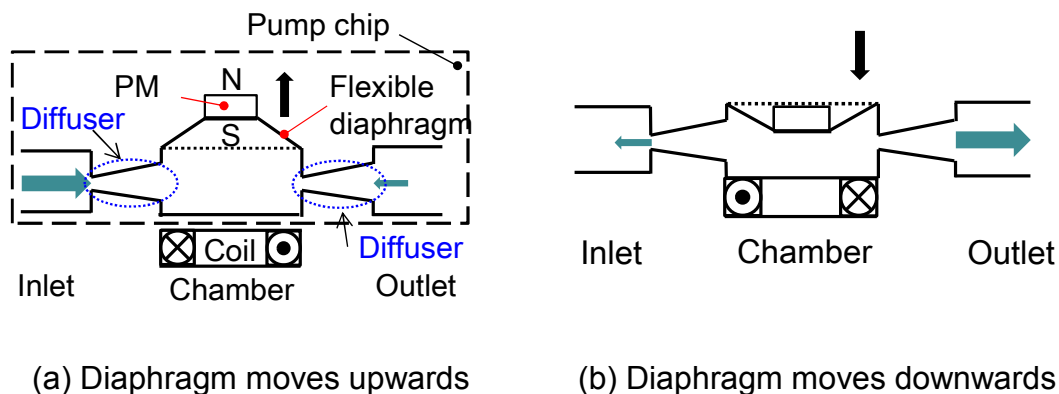 Pump chip
PM
N
Flexible
diaphragm
Diffuser
S
Diffuser
Coil
Inlet
Chamber
Outlet
(a) Diaphragm moves upwards
Inlet
Chamber
Outlet
(b) Diaphragm moves downwards